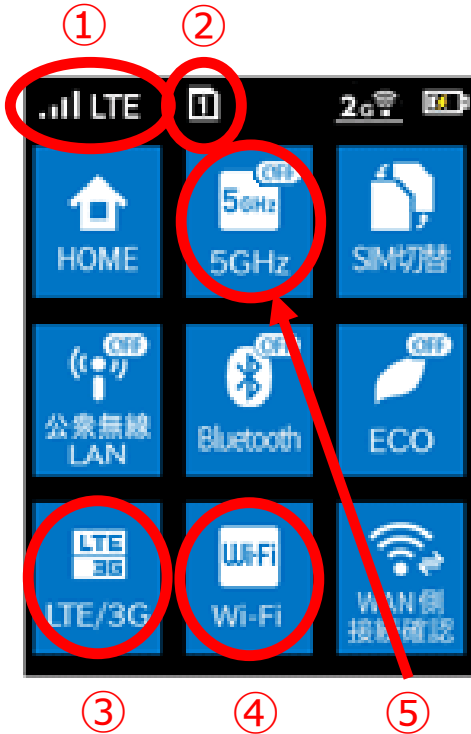 ① ②
LTE 1 2G
OFF
5GHz
HOME 5GHz SIM切替
OFF OFF OFF
公衆無線
LAN Bluetooth ECO
LTE
3G Wi-Fi
LTE/3G Wi-Fi WAN側
接続確認
③ ④ ⑤